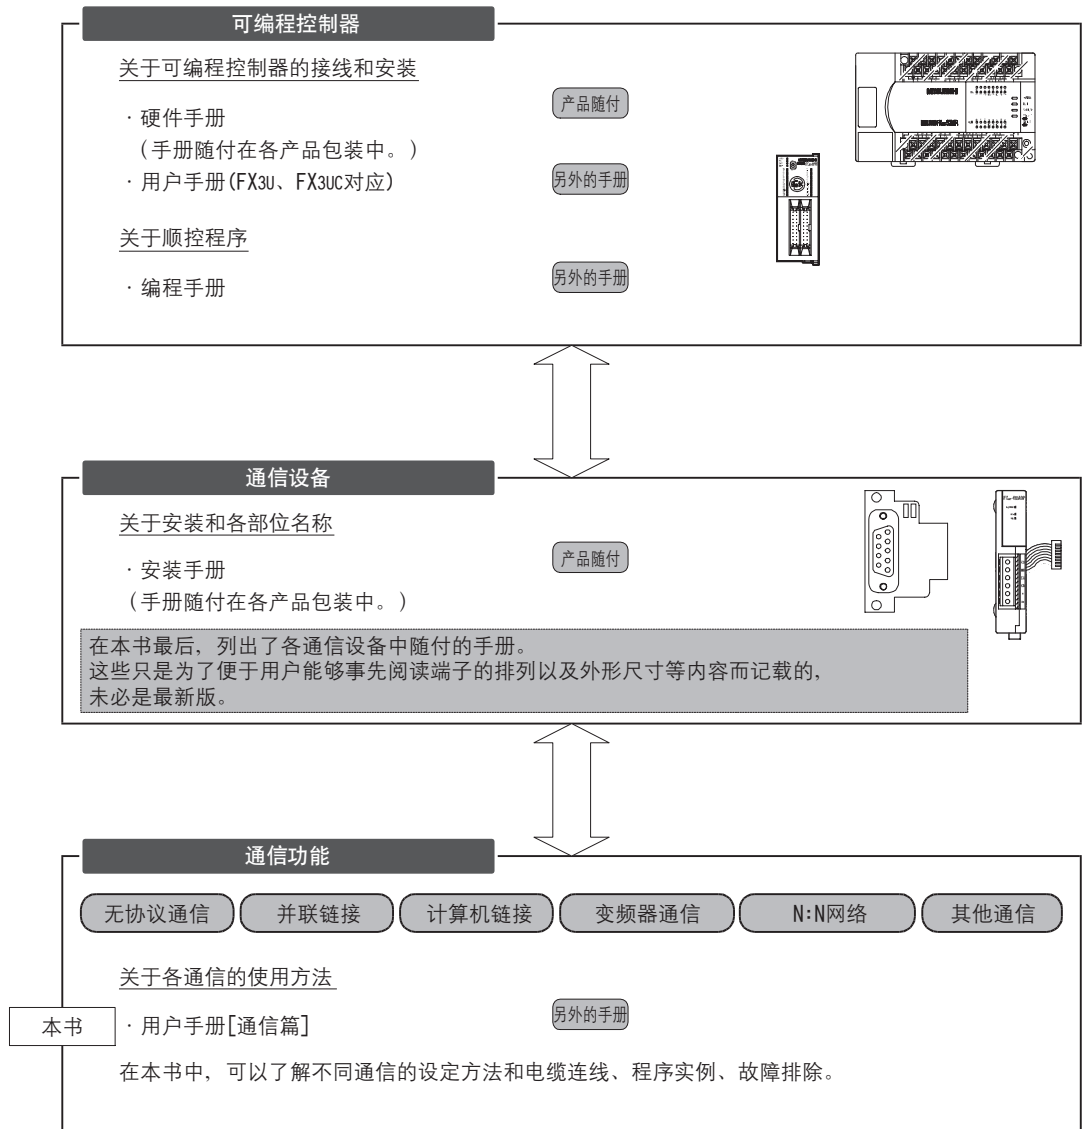 可编程控制器
关于可编程控制器的接线和安装
·硬件手册
产品随付
（手册随付在各产品包装中。）
·用户手册(FX3U、FX3UC对应)
另外的手册
关于顺控程序
·编程手册
另外的手册
通信设备
关于安装和各部位名称
·安装手册
产品随付
（手册随付在各产品包装中。）
在本书最后，列出了各通信设备中随付的手册。
这些只是为了便于用户能够事先阅读端子的排列以及外形尺寸等内容而记载的，
未必是最新版。
通信功能
无协议通信 并联链接 计算机链接 变频器通信 N:N网络 其他通信
关于各通信的使用方法
本书
·用户手册[通信篇]
另外的手册
在本书中，可以了解不同通信的设定方法和电缆连线、程序实例、故障排除。